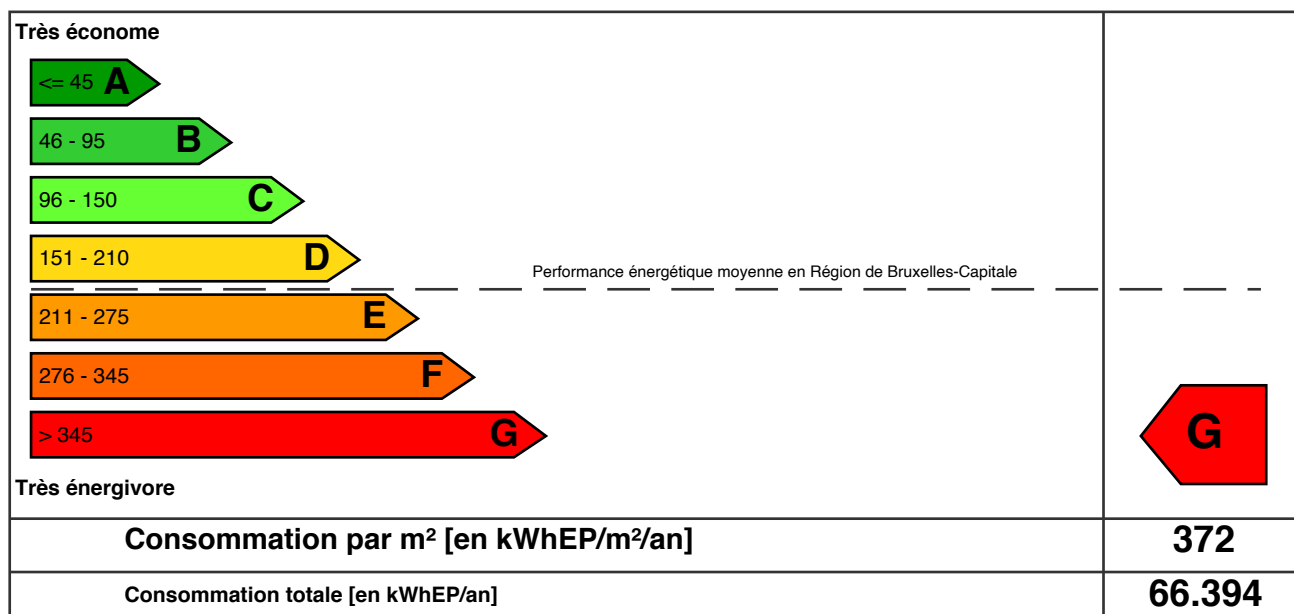 Très économe
<= 45 A
46 - 95 B
96 - 150 C
151 - 210 D
Performance énergétique moyenne en Région de Bruxelles-Capitale
211 - 275 E
276 - 345 F
> 345 G
G
Très énergivore
Consommation par m² [en kWhEP/m²/an] 372
Consommation totale [en kWhEP/an] 66.394